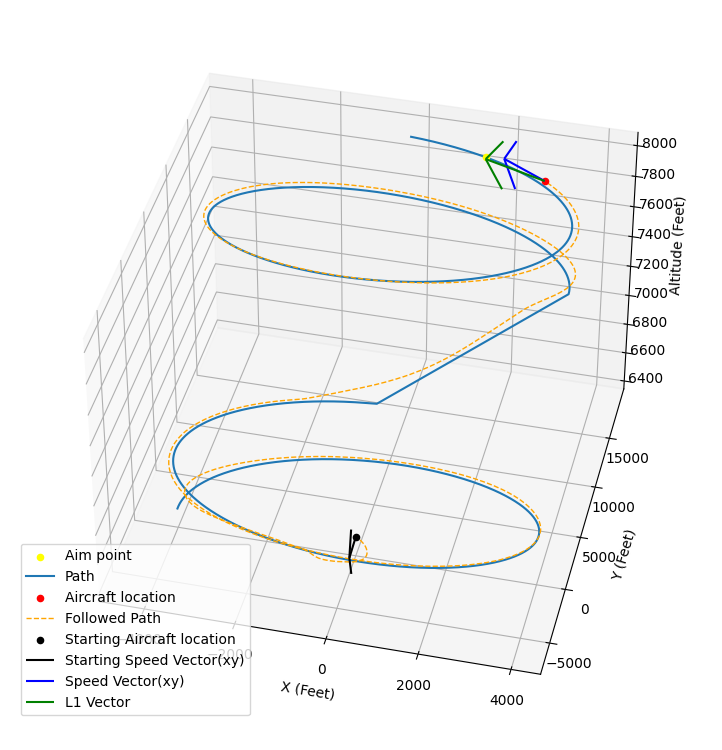 8000
7800
7600
7400
7200
7000
6800
6600
6400
Altitude (Feet)
15000
10000
5000
0
−5000
Y (Feet)
−2000
0
2000
4000
X (Feet)
Aim point
Path
Aircraft location
Followed Path
Starting Aircraft location
Starting Speed Vector(xy)
Speed Vector(xy)
L1 Vector